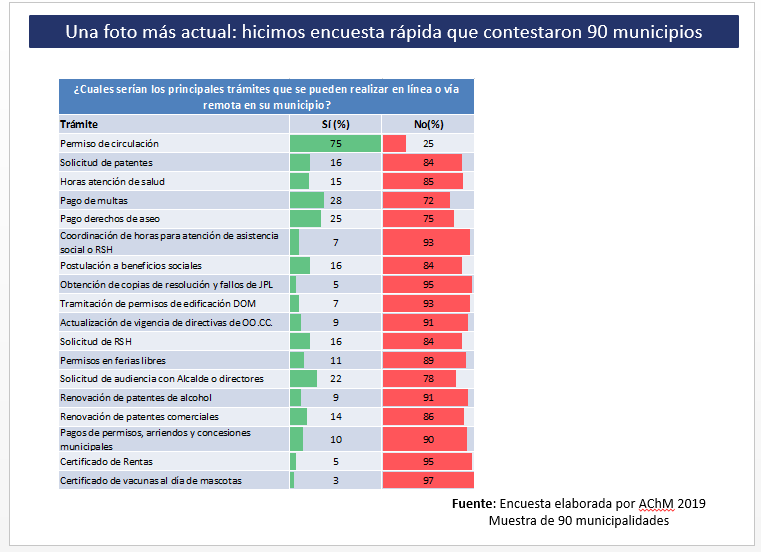 Una foto más actual: hicimos encuesta rápida que contestaron 90 municipios
¿Cuales serían los principales trámites que se pueden realizar en línea o vía
remota en su municipio?
Trámite Sí (%) No(%)
Permiso de circulación 75 25
Solicitud de patentes 16 84
Horas atención de salud 15 85
Pago de multas 28 72
Pago derechos de aseo 25 75
Coordinación de horas para atención de asistencia
social o RSH 7 93
Postulación a beneficios sociales 16 84
Obtención de copias de resolución y fallos de JPL 5 95
Tramitación de permisos de edificación DOM 7 93
Actualización de vigencia de directivas de OO.CC. 9 91
Solicitud de RSH 16 84
Permisos en ferias libres 11 89
Solicitud de audiencia con Alcalde o directores 22 78
Renovación de patentes de alcohol 9 91
Renovación de patentes comerciales 14 86
Pagos de permisos, arriendos y concesiones
municipales 10 90
Certificado de Rentas 5 95
Certificado de vacunas al día de mascotas 3 97
Fuente: Encuesta elaborada por AChM 2019
Muestra de 90 municipalidades